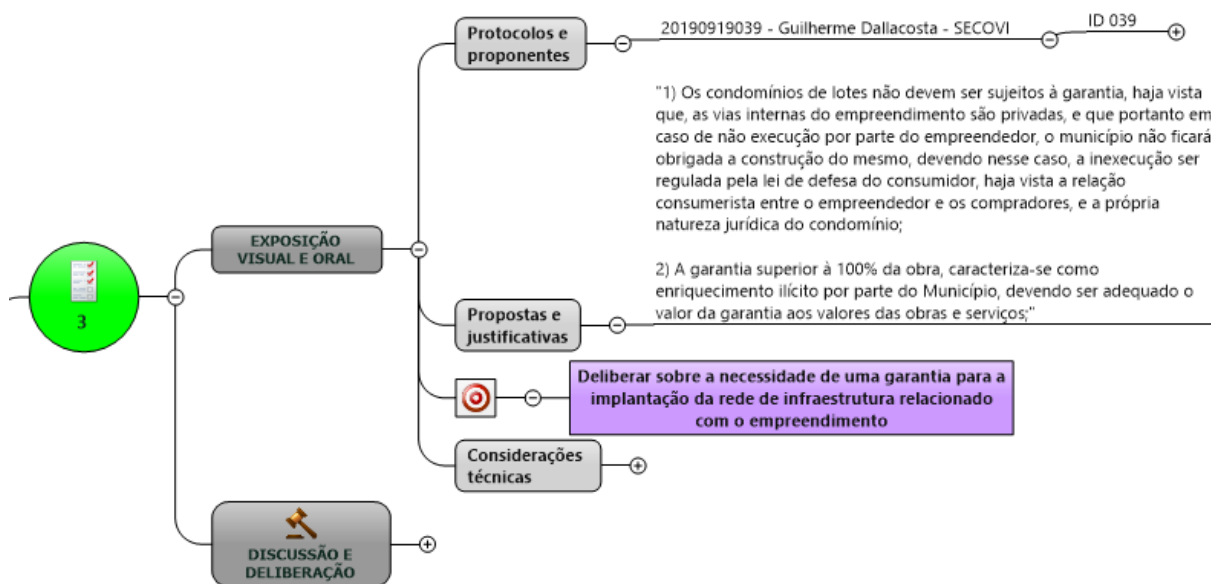 Protocolos e
proponentes
20190919039 - Guilherme Dallacosta - SECOVI
ID 039
"1) Os condomínios de lotes não devem ser sujeitos à garantia, haja vista
que, as vias internas do empreendimento são privadas, e que portanto em
caso de não execução por parte do empreendedor, o município não ficará
obrigada a construção do mesmo, devendo nesse caso, a inexecução ser
regulada pela lei de defesa do consumidor, haja vista a relação
consumerista entre o empreendedor e os compradores, e a própria
natureza jurídica do condomínio;
2) A garantia superior à 100% da obra, caracteriza-se como
enriquecimento ilícito por parte do Município, devendo ser adequado o
valor da garantia aos valores das obras e serviços;"
EXPOSIÇÃO
VISUAL E ORAL
3
Propostas e
justificativas
Deliberar sobre a necessidade de uma garantia para a
implantação da rede de infraestrutura relacionado
com o empreendimento
Considerações
técnicas
DISCUSSÃO E
DELIBERAÇÃO